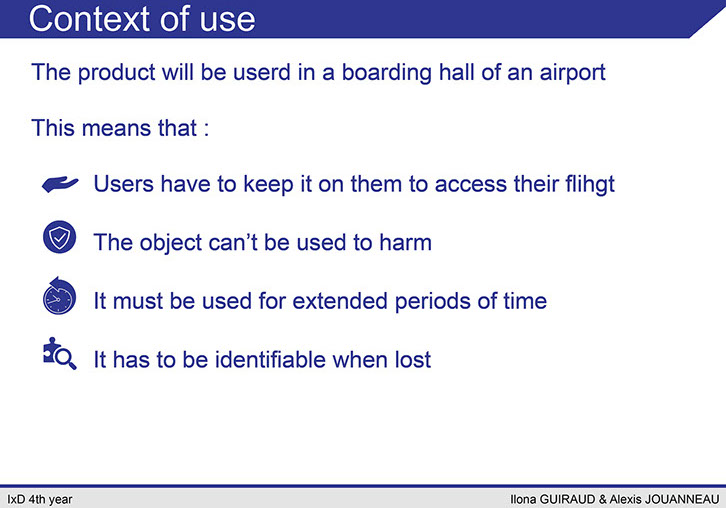 Context of use
The product will be userd in a boarding hall of an airport
This means that :
Users have to keep it on them to access their flihgt
The object can’t be used to harm
It must be used for extended periods of time
It has to be identifiable when lost
IxD 4th year
Ilona GUIRAUD & Alexis JOUANNEAU